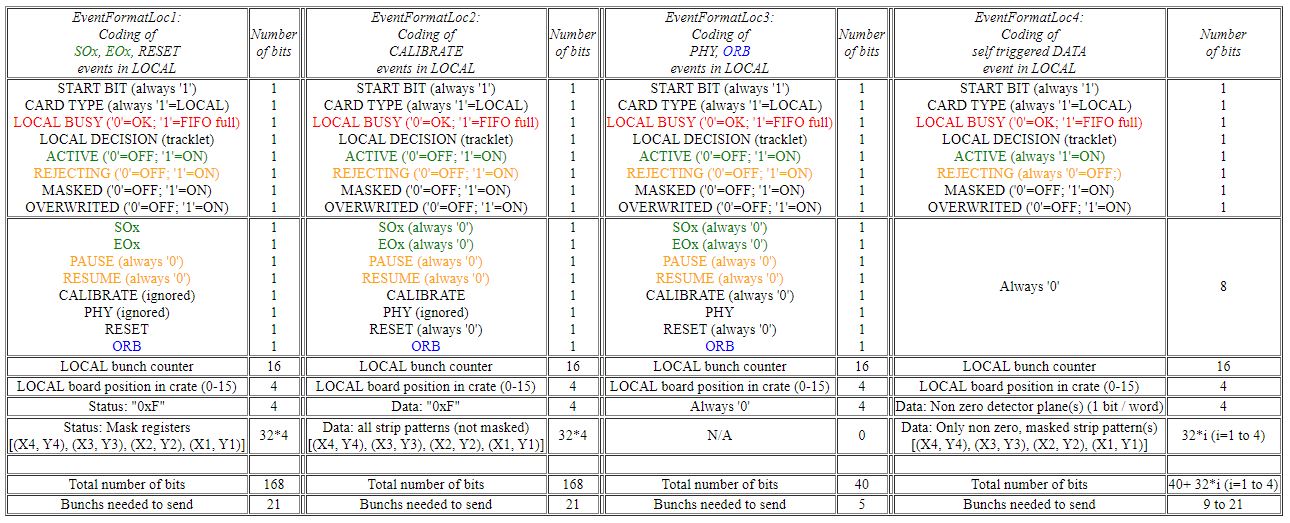 EventFormatLoc1: Number EventFormatLoc2: Number EventFormatLoc3: Number EventFormatLoc4: Number
Coding of of bits Coding of of bits Coding of of bits Coding of of bits
SOx, EOx, RESET CALIBRATE PHY, ORB self triggered DATA
events in LOCAL events in LOCAL events in LOCAL event in LOCAL
START BIT (always '1') 1 START BIT (always '1') 1 START BIT (always '1') 1 START BIT (always '1') 1
CARD TYPE (always '1'=LOCAL) 1 CARD TYPE (always '1'=LOCAL) 1 CARD TYPE (always '1'=LOCAL) 1 CARD TYPE (always '1'=LOCAL) 1
LOCAL BUSY ('0'=OK; '1'=FIFO full) 1 LOCAL BUSY ('0'=OK; '1'=FIFO full) 1 LOCAL BUSY ('0'=OK; '1'=FIFO full) 1 LOCAL BUSY ('0'=OK; '1'=FIFO full) 1
LOCAL DECISION (tracklet) 1 LOCAL DECISION (tracklet) 1 LOCAL DECISION (tracklet) 1 LOCAL DECISION (tracklet) 1
ACTIVE ('0'=OFF; '1'=ON) 1 ACTIVE ('0'=OFF; '1'=ON) 1 ACTIVE ('0'=OFF; '1'=ON) 1 ACTIVE (always '1'=ON) 1
REJECTING ('0'=OFF; '1'=ON) 1 REJECTING ('0'=OFF; '1'=ON) 1 REJECTING ('0'=OFF; '1'=ON) 1 REJECTING (always '0'=OFF;) 1
MASKED ('0'=OFF; '1'=ON) 1 MASKED ('0'=OFF; '1'=ON) 1 MASKED ('0'=OFF; '1'=ON) 1 MASKED ('0'=OFF; '1'=ON) 1
OVERWRITED ('0'=OFF; '1'=ON) 1 OVERWRITED ('0'=OFF; '1'=ON) 1 OVERWRITED ('0'=OFF; '1'=ON) 1 OVERWRITED ('0'=OFF; '1'=ON) 1
SOx 1 SOx (always '0') 1 SOx (always '0') 1
EOx 1 EOx (always '0') 1 EOx (always '0') 1
PAUSE (always '0') 1 PAUSE (always '0') 1 PAUSE (always '0') 1
RESUME (always '0') 1 RESUME (always '0') 1 RESUME (always '0') 1 Always '0' 8
CALIBRATE (ignored) 1 CALIBRATE 1 CALIBRATE (always '0') 1
PHY (ignored) 1 PHY (ignored) 1 PHY 1
RESET 1 RESET (always '0') 1 RESET (always '0') 1
ORB 1 ORB 1 ORB 1
LOCAL bunch counter 16 LOCAL bunch counter 16 LOCAL bunch counter 16 LOCAL bunch counter 16
LOCAL board position in crate (0-15) 4 LOCAL board position in crate (0-15) 4 LOCAL board position in crate (0-15) 4 LOCAL board position in crate (0-15) 4
Status: "0xF" 4 Data: "0xF" 4 Always '0' 4 Data: Non zero detector plane(s) (1 bit / word) 4
Status: Mask registers 32*4 Data: all strip patterns (not masked) 32*4 N/A 0 Data: Only non zero, masked strip pattern(s) 32*i (i=1 to 4)
[(X4, Y4), (X3, Y3), (X2, Y2), (X1, Y1)] [(X4, Y4), (X3, Y3), (X2, Y2), (X1, Y1)] [(X4, Y4), (X3, Y3), (X2, Y2), (X1, Y1)]
Total number of bits 168 Total number of bits 168 Total number of bits 40 Total number of bits 40+ 32*i (i=1 to 4)
Bunchs needed to send 21 Bunchs needed to send 21 Bunchs needed to send 5 Bunchs needed to send 9 to 21